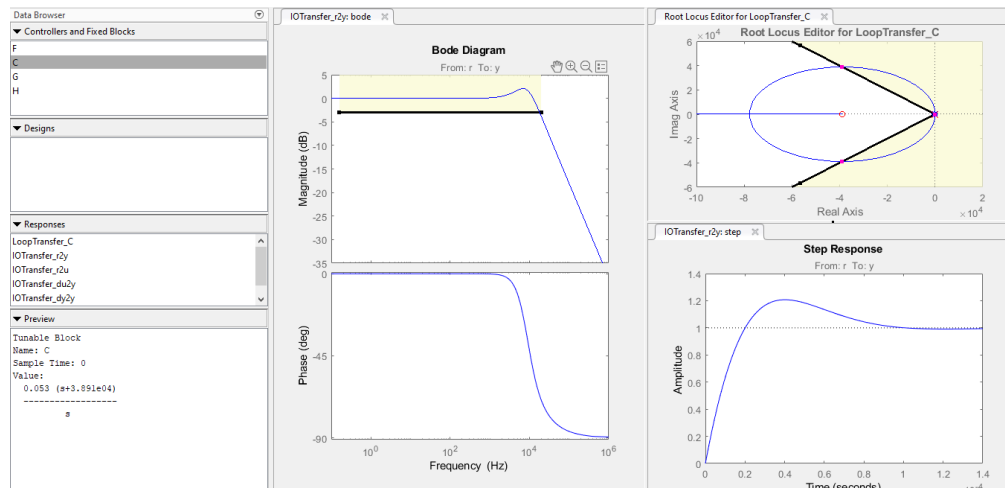 Data Browser
Controllers and Fixed Blocks
F
C
G
H
Designs
Responses
LoopTransfer_C
IOTransfer_r2y
IOTransfer_r2u
IOTransfer_du2y
IOTransfer_dy2y
Preview
Tunable Block
Name: C
Sample Time: 0
Value:
0.053 (s+3.891e04)
------------------
s
IOTransfer_r2y: bode
Bode Diagram
From: r To: y
Magnitude (dB)
5
0
-5
-10
-15
-20
-25
-30
-35
Phase (deg)
0
-45
-90
10^0
10^2
10^4
10^6
Frequency (Hz)
Root Locus Editor for LoopTransfer_C
×10^4
Root Locus Editor for LoopTransfer_C
Imag Axis
6
4
2
0
-2
-4
-6
-10
-8
-6
-4
-2
0
2
Real Axis
×10^4
IOTransfer_r2y: step
Step Response
From: r To: y
Amplitude
1.4
1.2
1
0.8
0.6
0.4
0.2
0
0
0.2
0.4
0.6
0.8
1
1.2
1.4
Time (seconds)